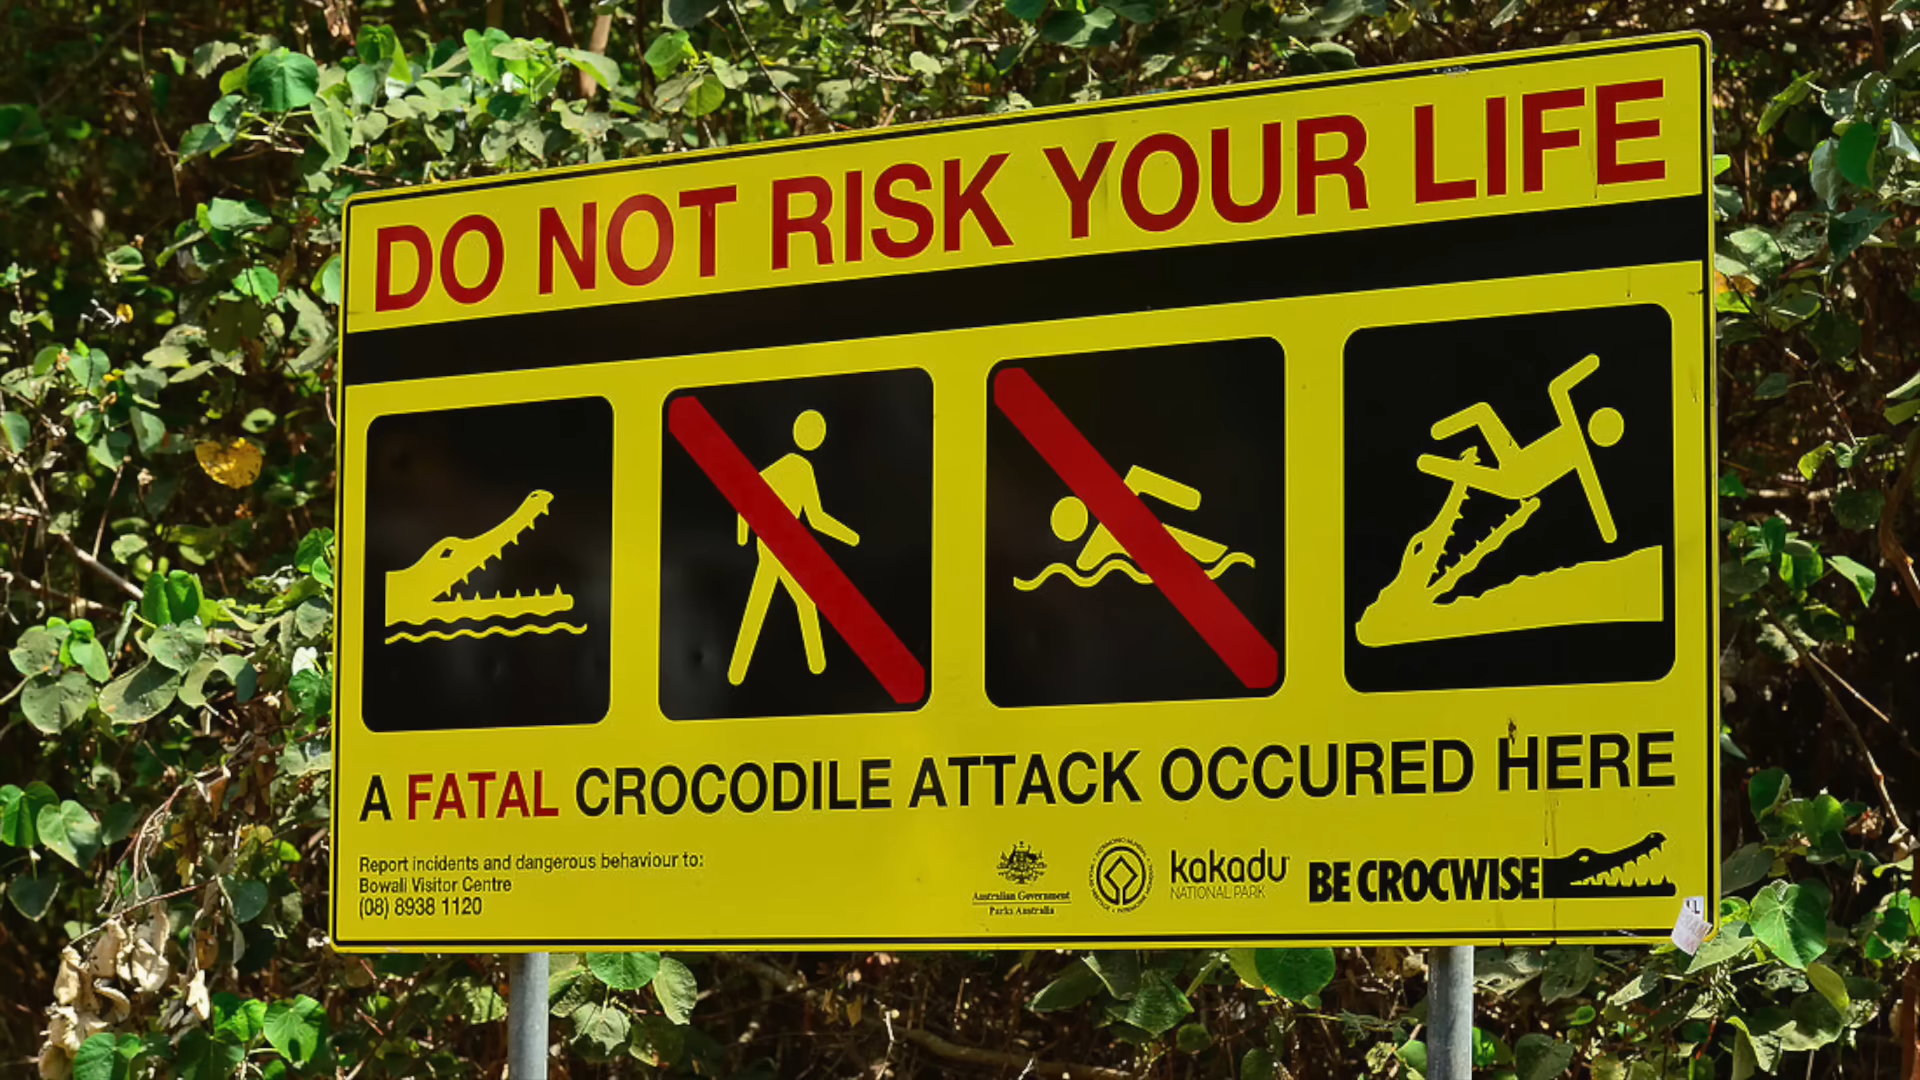 DO NOT RISK YOUR LIFE
A FATAL CROCODILE ATTACK OCCURED HERE
Report incidents and dangerous behaviour to:
Bowali Visitor Centre
(08) 8938 1120
Australian Government
Parks Australia
kakadu
NATIONAL PARK
BE CROCWISE